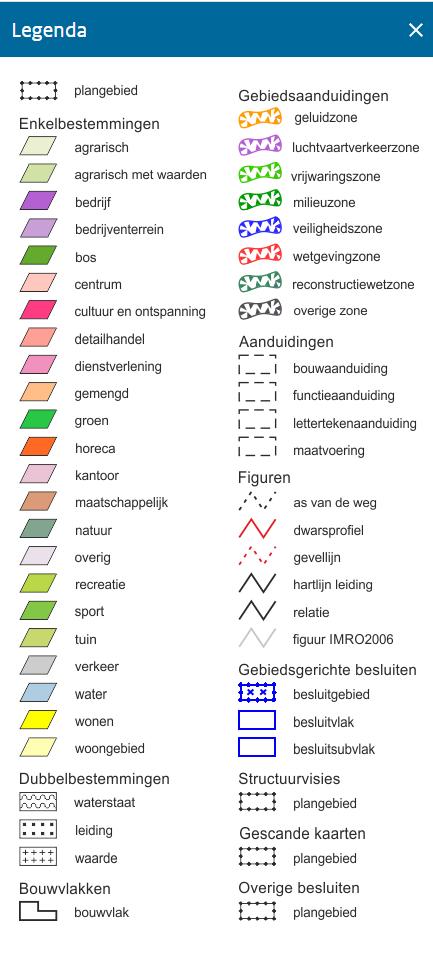 Legenda
plangebied
Enkelbestemmingen
agrarisch
agrarisch met waarden
bedrijf
bedrijventerrein
bos
centrum
cultuur en ontspanning
detailhandel
dienstverlening
gemengd
groen
horeca
kantoor
maatschappelijk
natuur
overig
recreatie
sport
tuin
verkeer
water
wonen
woongebied
Dubbelbestemmingen
waterstaat
leiding
waarde
Bouwvlakken
bouwvlak
Gebiedsaanduidingen
geluidzone
luchtvaartverkeerzone
vrijwaringszone
milieuzone
veiligheidszone
wetgevingzone
reconstructiewetzone
overige zone
Aanduidingen
bouwaanduiding
functieaanduiding
lettertekenaanduiding
maatvoering
Figuren
as van de weg
dwarsprofiel
gevellijn
hartlijn leiding
relatie
figuur IMRO2006
Gebiedsgerichte besluiten
besluitgebied
besluitvlak
besluitsubvlak
Structuurvisies
plangebied
Gescande kaarten
plangebied
Overige besluiten
plangebied